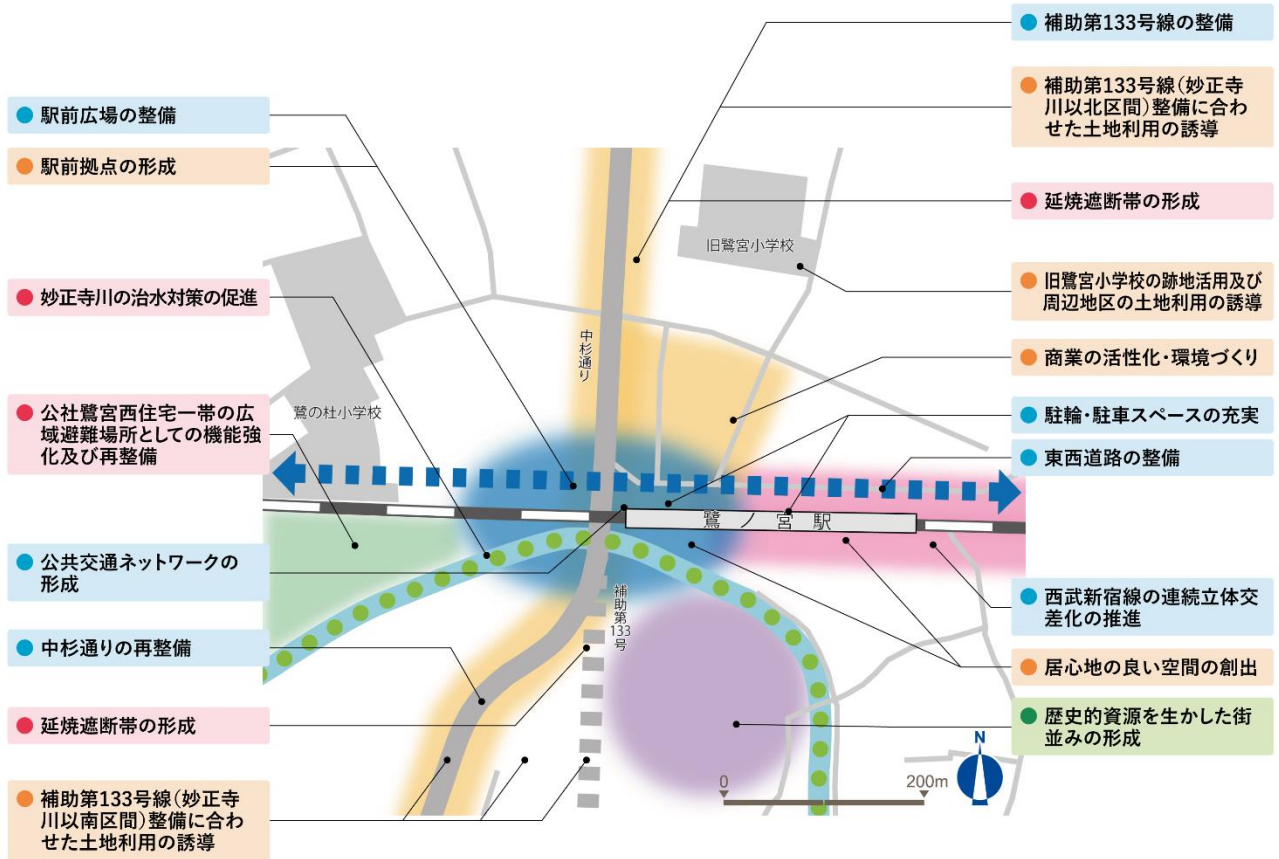 駅前広場の整備
駅前拠点の形成
妙正寺川の治水対策の促進
公社鷺宮西住宅一帯の広
域避難場所としての機能強
化及び再整備
公共交通ネットワークの
形成
中杉通りの再整備
延焼遮断帯の形成
補助第133号線(妙正寺
川以南区間)整備に合わ
せた土地利用の誘導
旧鷺宮小学校
中杉通り
鷺の杜小学校
鷺ノ宮駅
補助第133号
0
200m
N
補助第133号線の整備
補助第133号線(妙正寺
川以北区間)整備に合わ
せた土地利用の誘導
延焼遮断帯の形成
旧鷺宮小学校の跡地活用及び
周辺地区の土地利用の誘導
商業の活性化・環境づくり
駐輪・駐車スペースの充実
東西道路の整備
西武新宿線の連続立体交
差化の推進
居心地の良い空間の創出
歴史的資源を生かした街
並みの形成